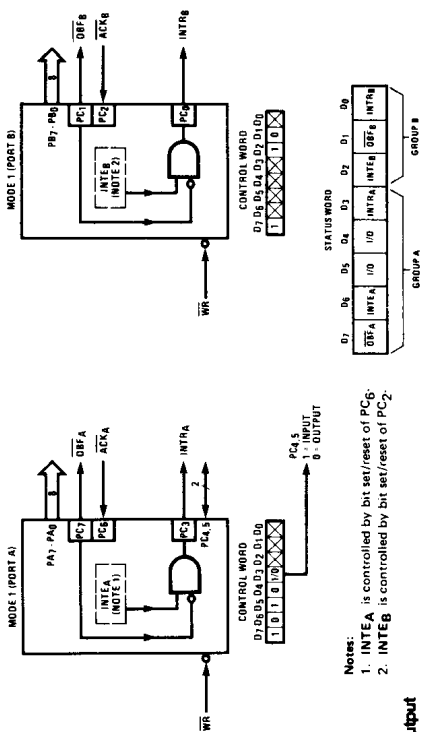 MODE 1 (PORT A)
PA7 - PA0
8
INTEA
(NOTE 1)
PC7
OBFA
PC6
ACKA
PC3
INTRA
PC4,5
2
WR
CONTROL WORD
D7 D6 D5 D4 D3 D2 D1 D0
1 0 1 0 1/0
PC4,5
1 = INPUT
0 = OUTPUT
MODE 1 (PORT B)
PB7 - PB0
8
INTEB
(NOTE 2)
PC1
OBFB
PC2
ACKB
PC0
INTRB
WR
CONTROL WORD
D7 D6 D5 D4 D3 D2 D1 D0
1 1 0
Notes:
1. INTEA is controlled by bit set/reset of PC6.
2. INTEB is controlled by bit set/reset of PC2.
STATUS WORD
D7 D6 D5 D4 D3 D2 D1 D0
OBFA INTEA I/O I/O INTRA INTEB OBFB INTRB
GROUP A GROUP B